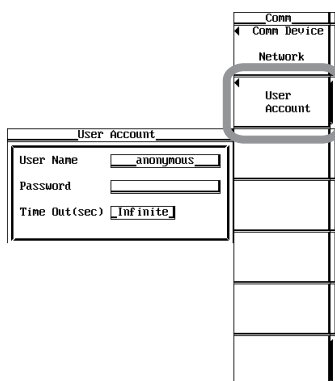 Comm
Comm Device
Network
User
Account
User Account
User Name anonymous
Password
Time Out(sec) Infinite